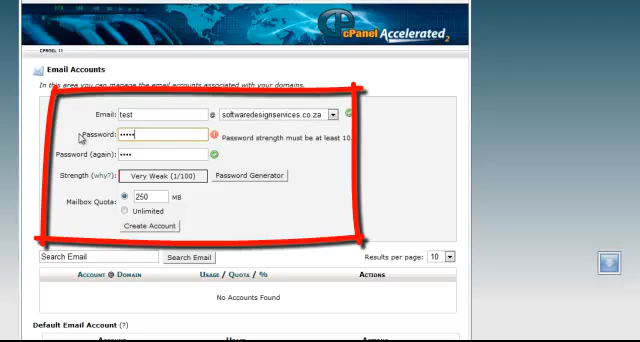 cPanel Accelerated2
CPANEL 11
Email Accounts
In this area you can manage the email accounts associated with your domains.
Email: test @ softwaredesignservices.co.za
Password: ••••• Password strength must be at least 10.
Password (again): ••••
Strength (why?): Very Weak (1/100) Password Generator
Mailbox Quota: 250 MB
Unlimited
Create Account
Search Email Search Email Results per page: 10
ACCOUNT @ DOMAIN USAGE / QUOTA / % ACTIONS
No Accounts Found
Default Email Account (?)